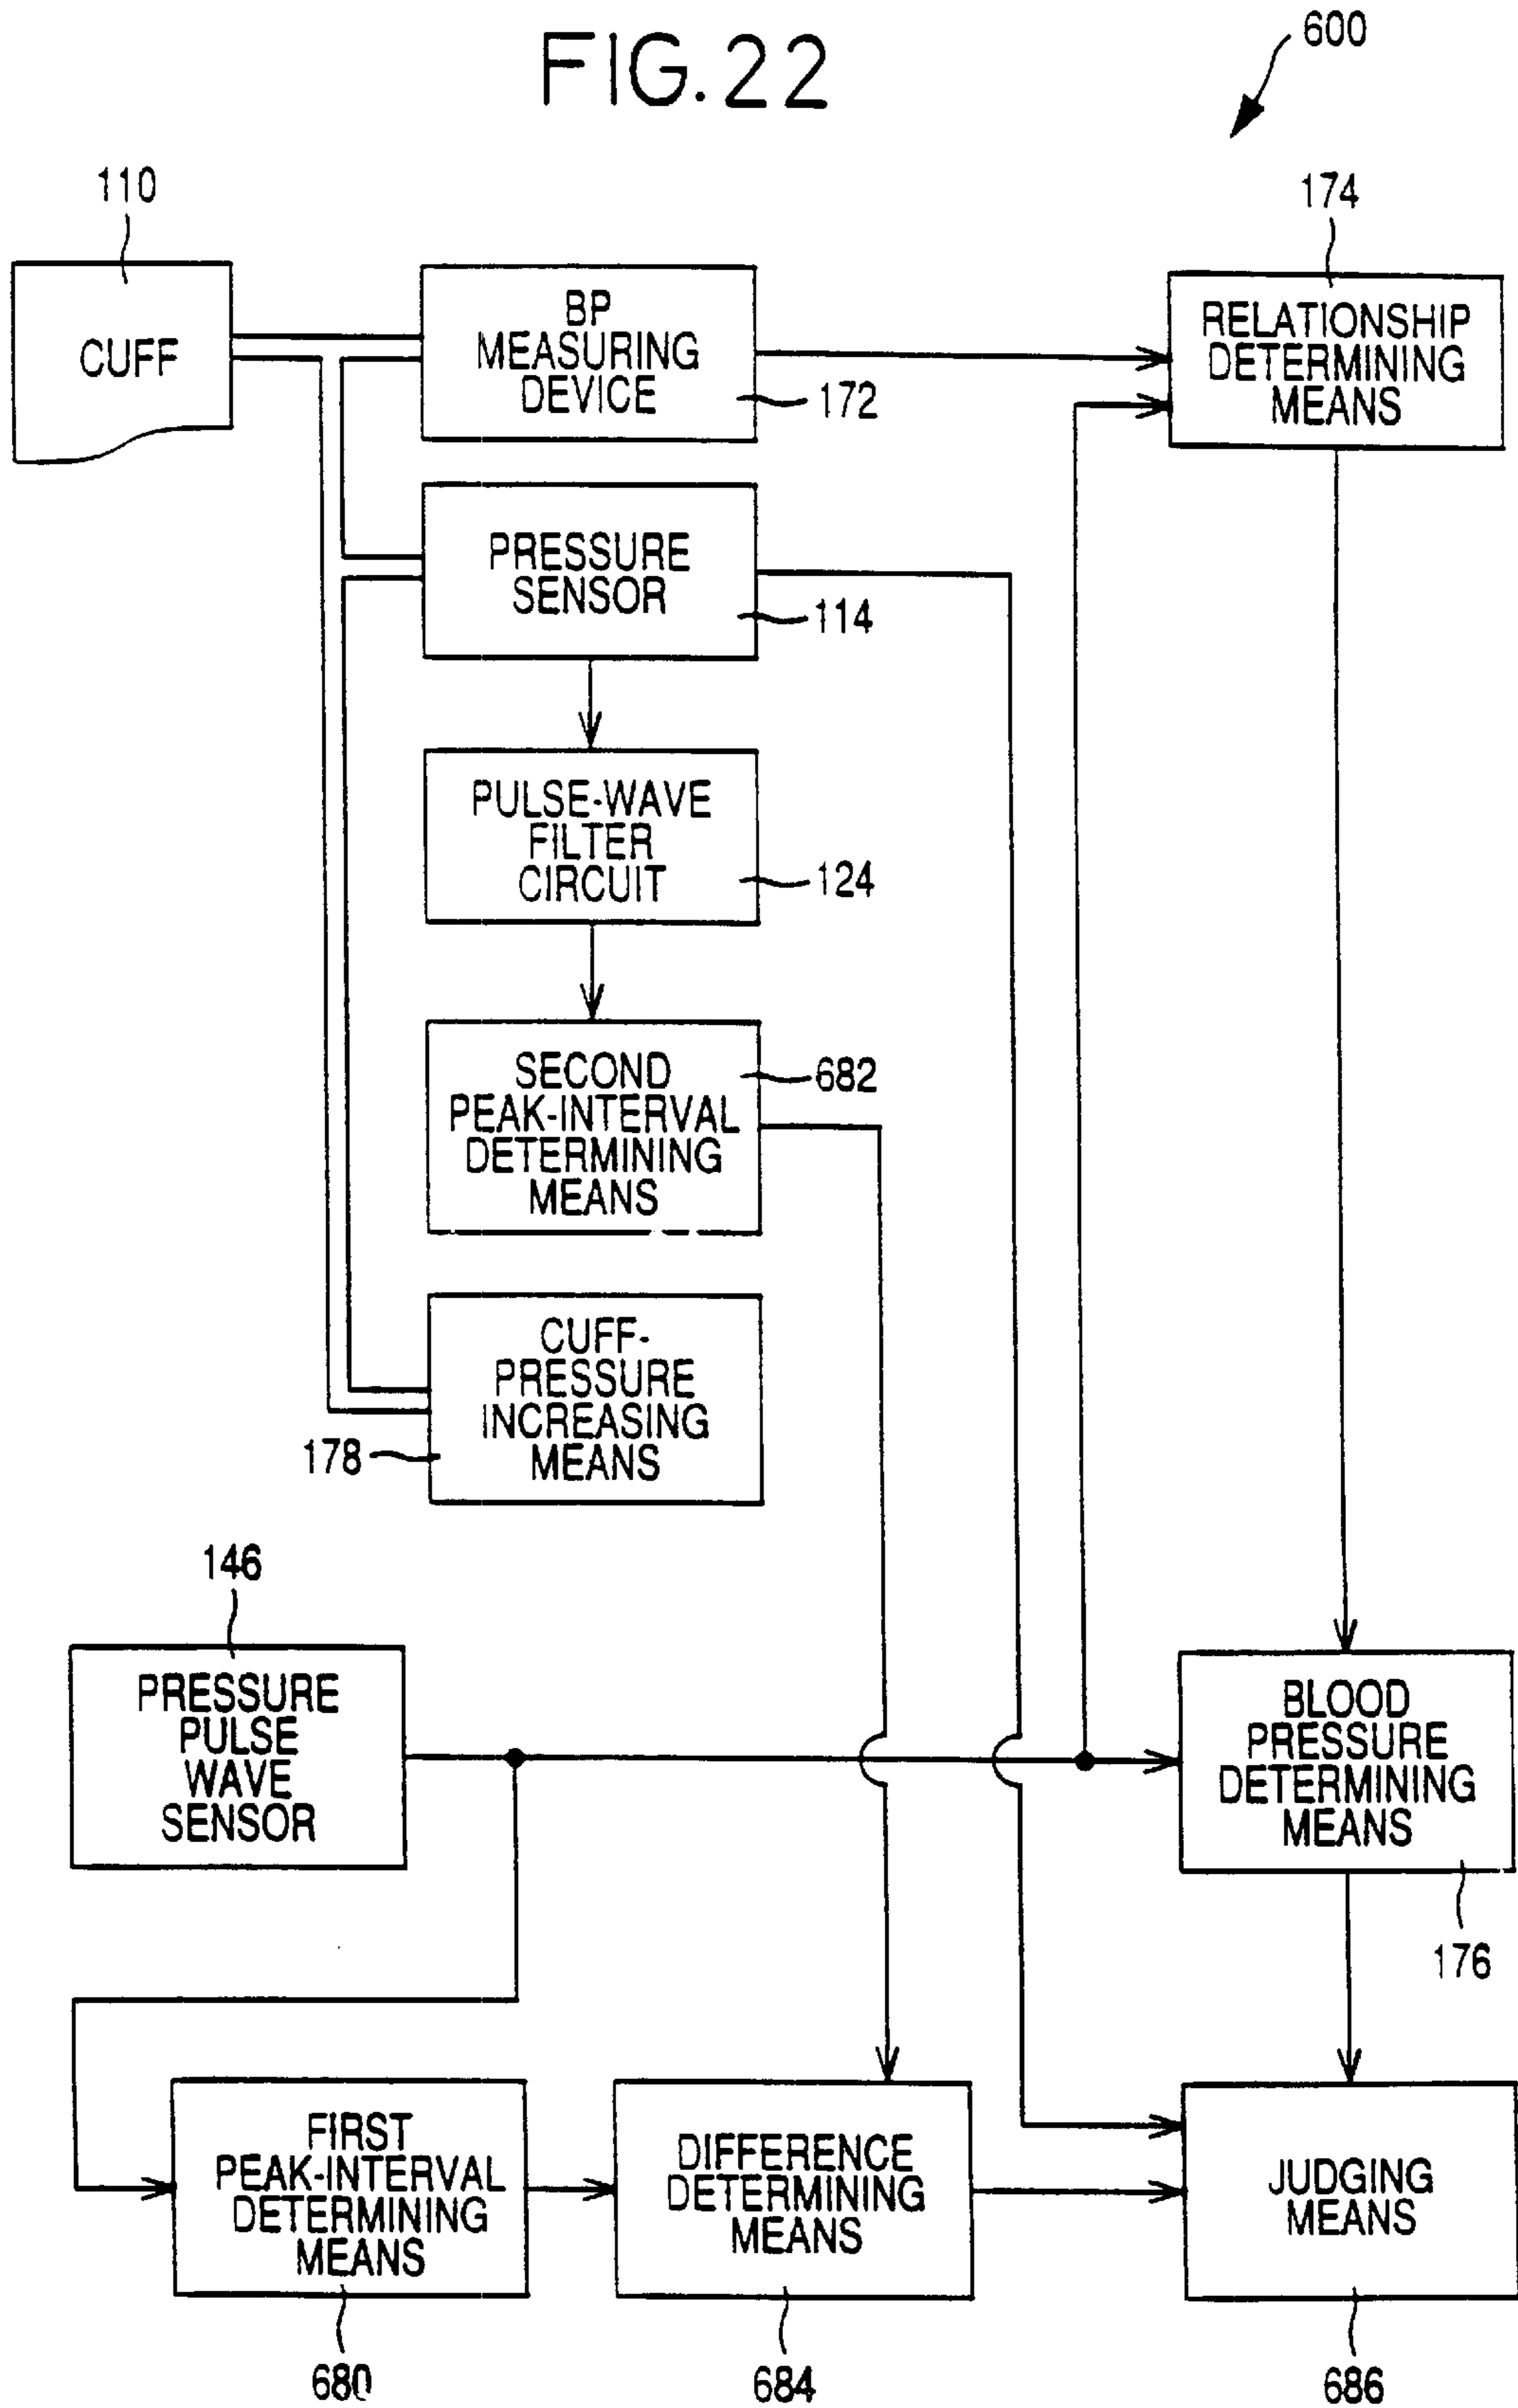 FIG.22
600
110
174
CUFF
BP
MEASURING
DEVICE
172
RELATIONSHIP
DETERMINING
MEANS
PRESSURE
SENSOR
114
PULSE-WAVE
FILTER
CIRCUIT
124
SECOND
PEAK-INTERVAL
DETERMINING
MEANS
682
CUFF-
PRESSURE
INCREASING
MEANS
178
146
PRESSURE
PULSE
WAVE
SENSOR
BLOOD
PRESSURE
DETERMINING
MEANS
176
FIRST
PEAK-INTERVAL
DETERMINING
MEANS
DIFFERENCE
DETERMINING
MEANS
JUDGING
MEANS
680
684
686